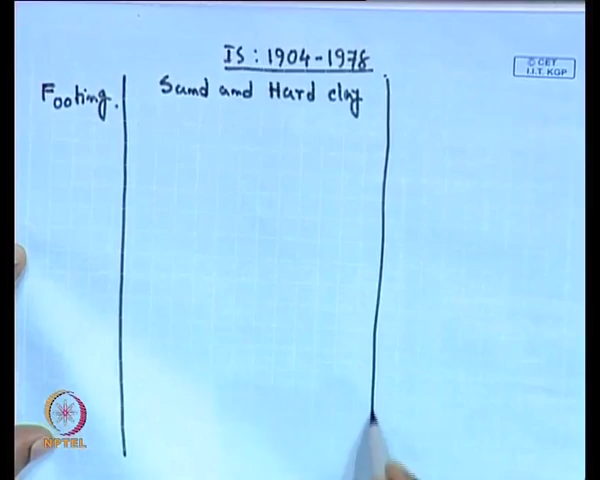 IS : 1904-1978
© CET
I.I.T. KGP
Footing.
Sand and Hard clay
NPTEL